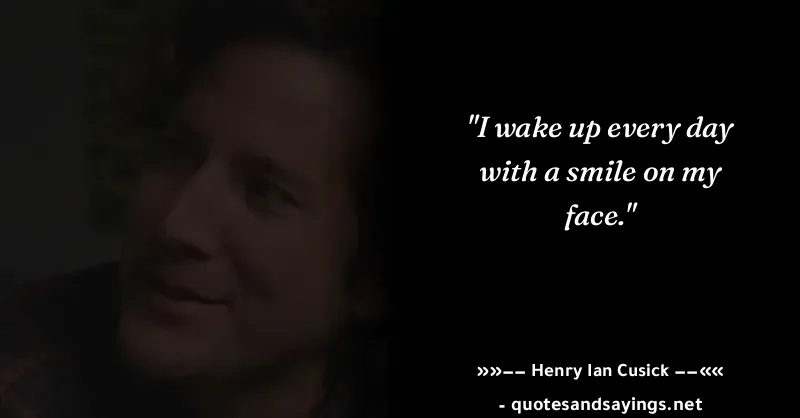 "I wake up every day
with a smile on my
face."
»»−− Henry Ian Cusick −−««
- quotesandsayings.net